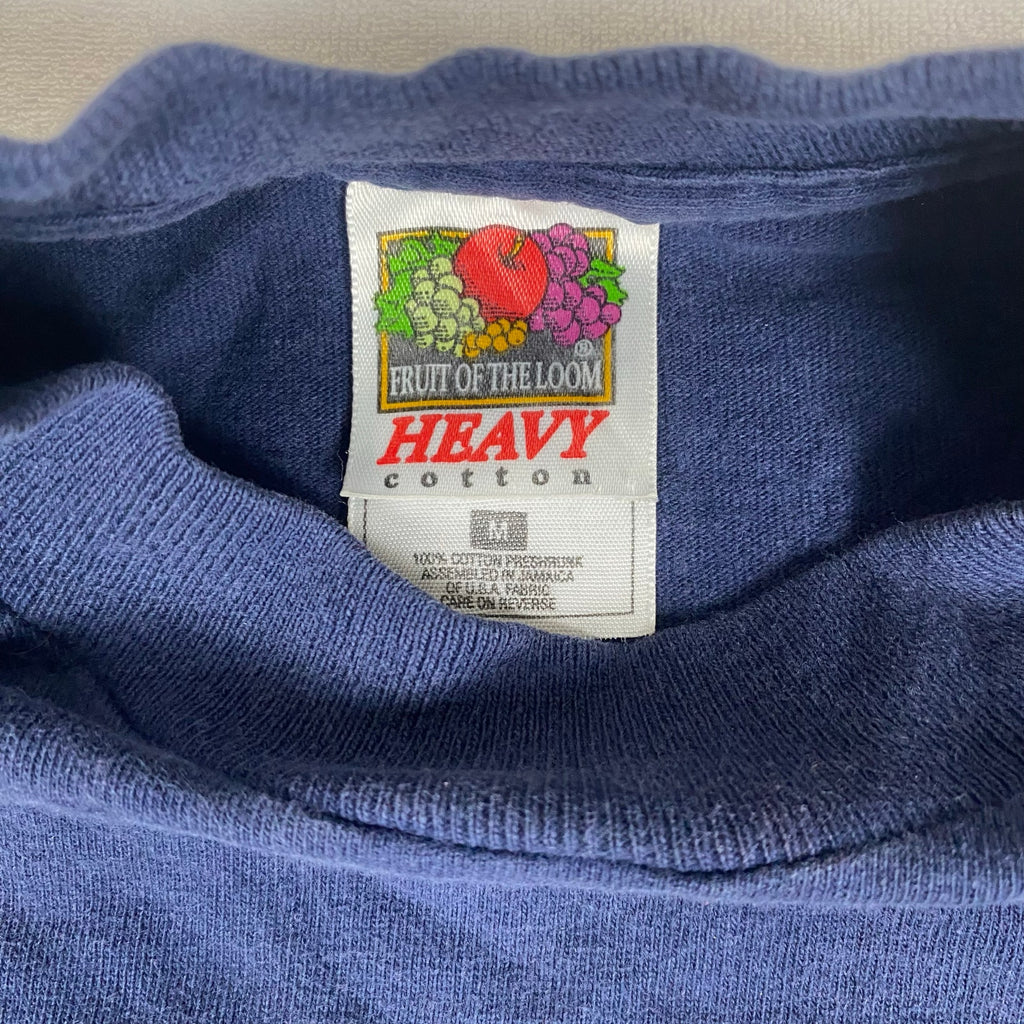 ®
FRUIT OF THE LOOM
HEAVY
cotton
M
100% COTTON PRESHRUNK
ASSEMBLED IN JAMAICA
OF U.S.A. FABRIC
CARE ON REVERSE